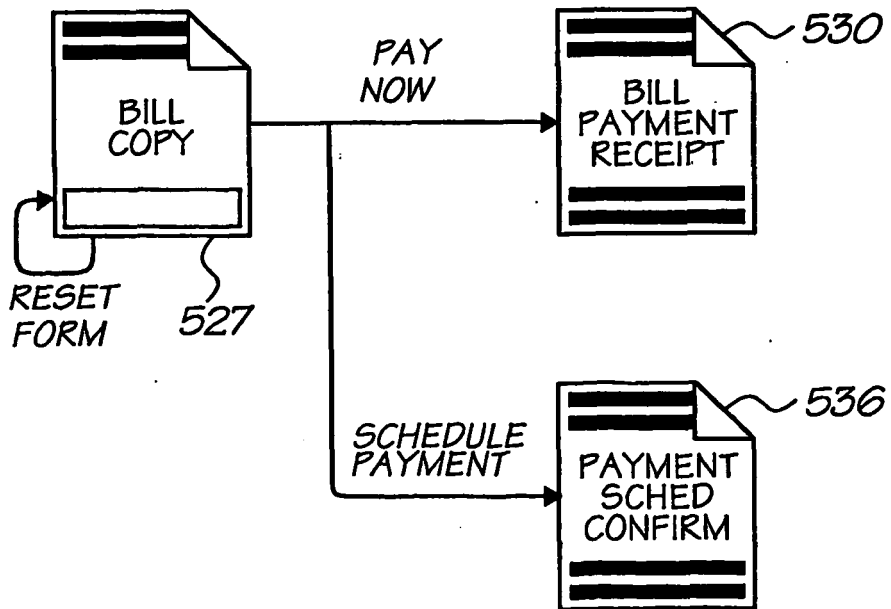 BILL
COPY
RESET
FORM
527
PAY
NOW
BILL
PAYMENT
RECEIPT
530
SCHEDULE
PAYMENT
PAYMENT
SCHED
CONFIRM
536